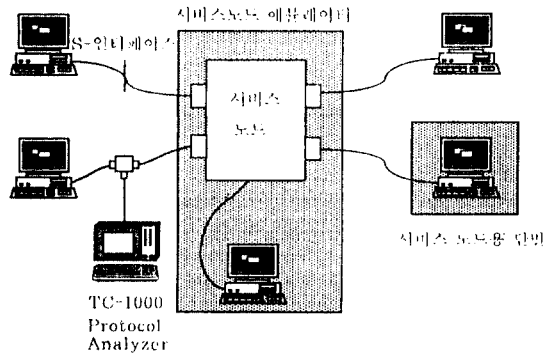 서비스노드 에뮬레이터
S-인터페이스
서비스
노드
서비스 노드용 단말
TC-1000
Protocol
Analyzer